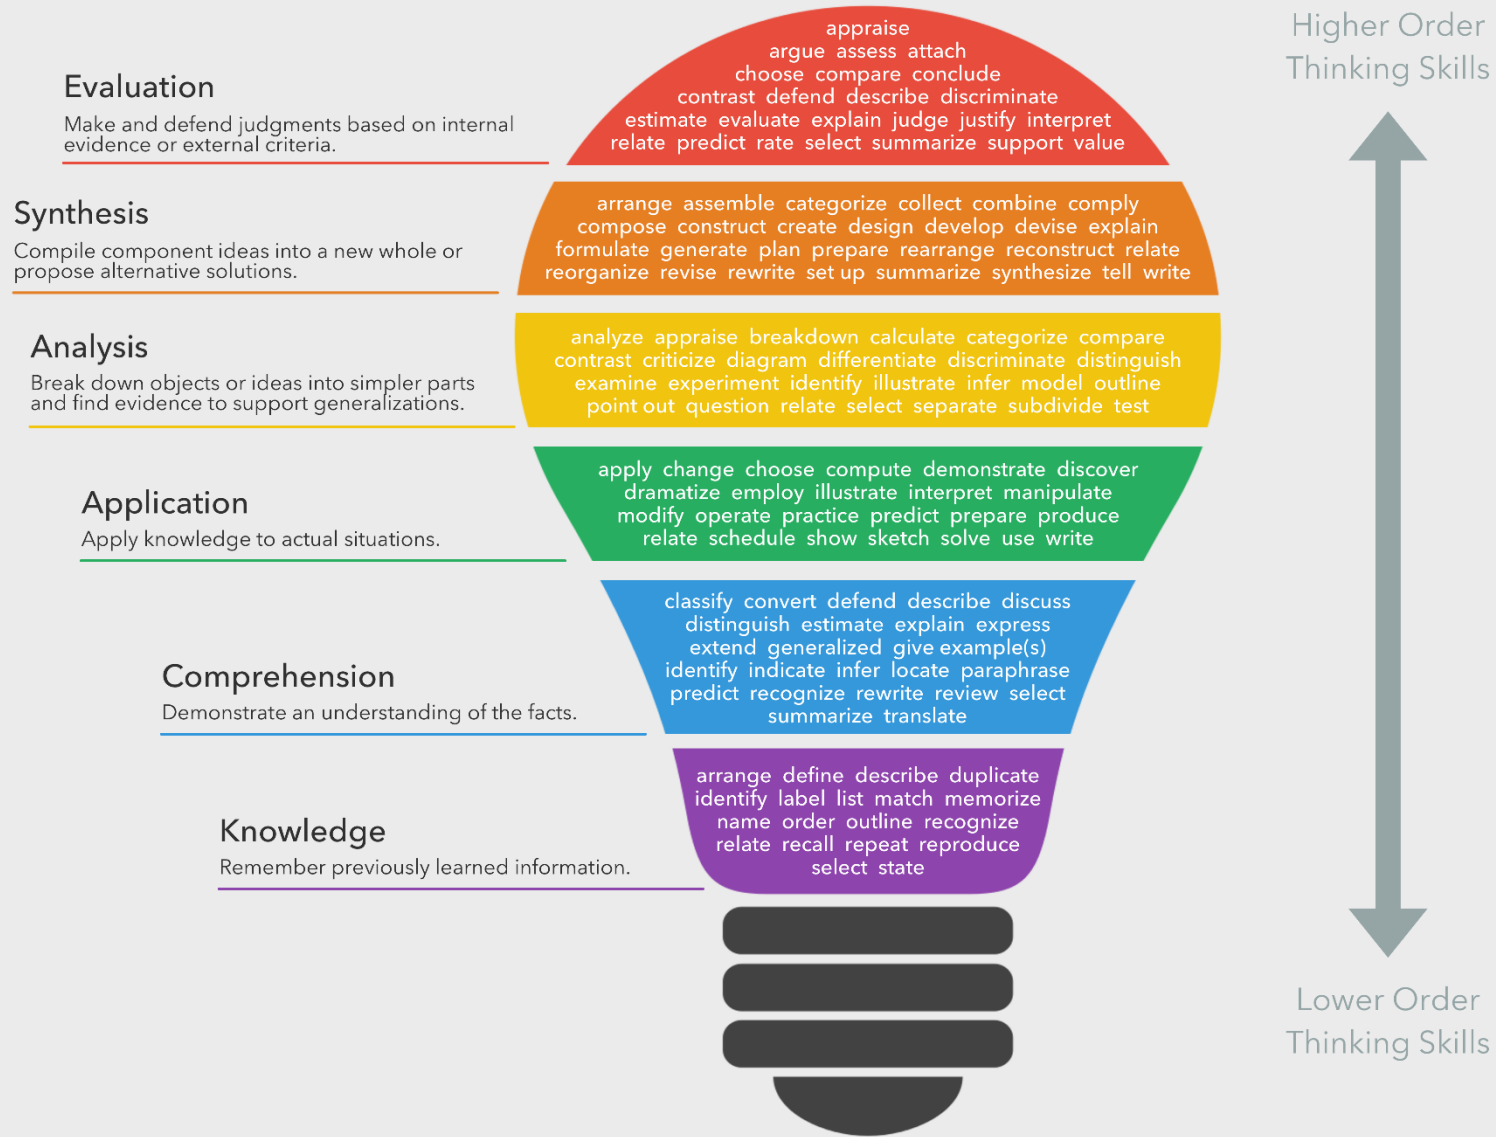 Higher Order
Thinking Skills
Evaluation
Make and defend judgments based on internal
evidence or external criteria.
appraise
argue assess attach
choose compare conclude
contrast defend describe discriminate
estimate evaluate explain judge justify interpret
relate predict rate select summarize support value
Synthesis
Compile component ideas into a new whole or
propose alternative solutions.
arrange assemble categorize collect combine comply
compose construct create design develop devise explain
formulate generate plan prepare rearrange reconstruct relate
reorganize revise rewrite set up summarize synthesize tell write
Analysis
Break down objects or ideas into simpler parts
and find evidence to support generalizations.
analyze appraise breakdown calculate categorize compare
contrast criticize diagram differentiate discriminate distinguish
examine experiment identify illustrate infer model outline
point out question relate select separate subdivide test
Application
Apply knowledge to actual situations.
apply change choose compute demonstrate discover
dramatize employ illustrate interpret manipulate
modify operate practice predict prepare produce
relate schedule show sketch solve use write
Comprehension
Demonstrate an understanding of the facts.
classify convert defend describe discuss
distinguish estimate explain express
extend generalized give example(s)
identify indicate infer locate paraphrase
predict recognize rewrite review select
summarize translate
Knowledge
Remember previously learned information.
arrange define describe duplicate
identify label list match memorize
name order outline recognize
relate recall repeat reproduce
select state
Lower Order
Thinking Skills